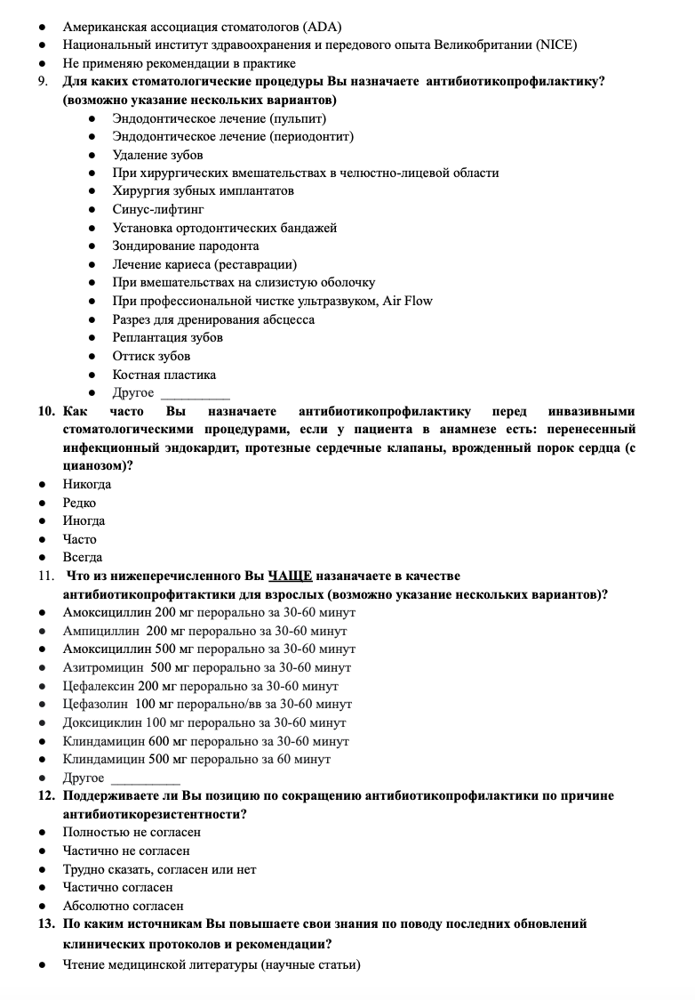 ● Американская ассоциация стоматологов (ADA)
● Национальный институт здравоохранения и передового опыта Великобритании (NICE)
● Не применяю рекомендации в практике
9. Для каких стоматологические процедуры Вы назначаете антибиотикопрофилактику?
(возможно указание нескольких вариантов)
● Эндодонтическое лечение (пульпит)
● Эндодонтическое лечение (периодонтит)
● Удаление зубов
● При хирургических вмешательствах в челюстно-лицевой области
● Хирургия зубных имплантатов
● Синус-лифтинг
● Установка ортодонтических бандажей
● Зондирование пародонта
● Лечение кариеса (реставрации)
● При вмешательствах на слизистую оболочку
● При профессиональной чистке ультразвуком, Air Flow
● Разрез для дренирования абсцесса
● Реплантация зубов
● Оттиск зубов
● Костная пластика
● Другое __________
10. Как часто Вы назначаете антибиотикопрофилактику перед инвазивными
стоматологическими процедурами, если у пациента в анамнезе есть: перенесенный
инфекционный эндокардит, протезные сердечные клапаны, врожденный порок сердца (с
цианозом)?
● Никогда
● Редко
● Иногда
● Часто
● Всегда
11. Что из нижеперечисленного Вы ЧАЩЕ назаначаете в качестве
антибиотикопрофитактики для взрослых (возможно указание нескольких вариантов)?
● Амоксициллин 200 мг перорально за 30-60 минут
● Ампициллин 200 мг перорально за 30-60 минут
● Амоксициллин 500 мг перорально за 30-60 минут
● Азитромицин 500 мг перорально за 30-60 минут
● Цефалексин 200 мг перорально за 30-60 минут
● Цефазолин 100 мг перорально/вв за 30-60 минут
● Доксициклин 100 мг перорально за 30-60 минут
● Клиндамицин 600 мг перорально за 30-60 минут
● Клиндамицин 500 мг перорально за 60 минут
● Другое __________
12. Поддерживаете ли Вы позицию по сокращению антибиотикопрофилактики по причине
антибиотикорезистентности?
● Полностью не согласен
● Частично не согласен
● Трудно сказать, согласен или нет
● Частично согласен
● Абсолютно согласен
13. По каким источникам Вы повышаете свои знания по поводу последних обновлений
клинических протоколов и рекомендации?
● Чтение медицинской литературы (научные статьи)